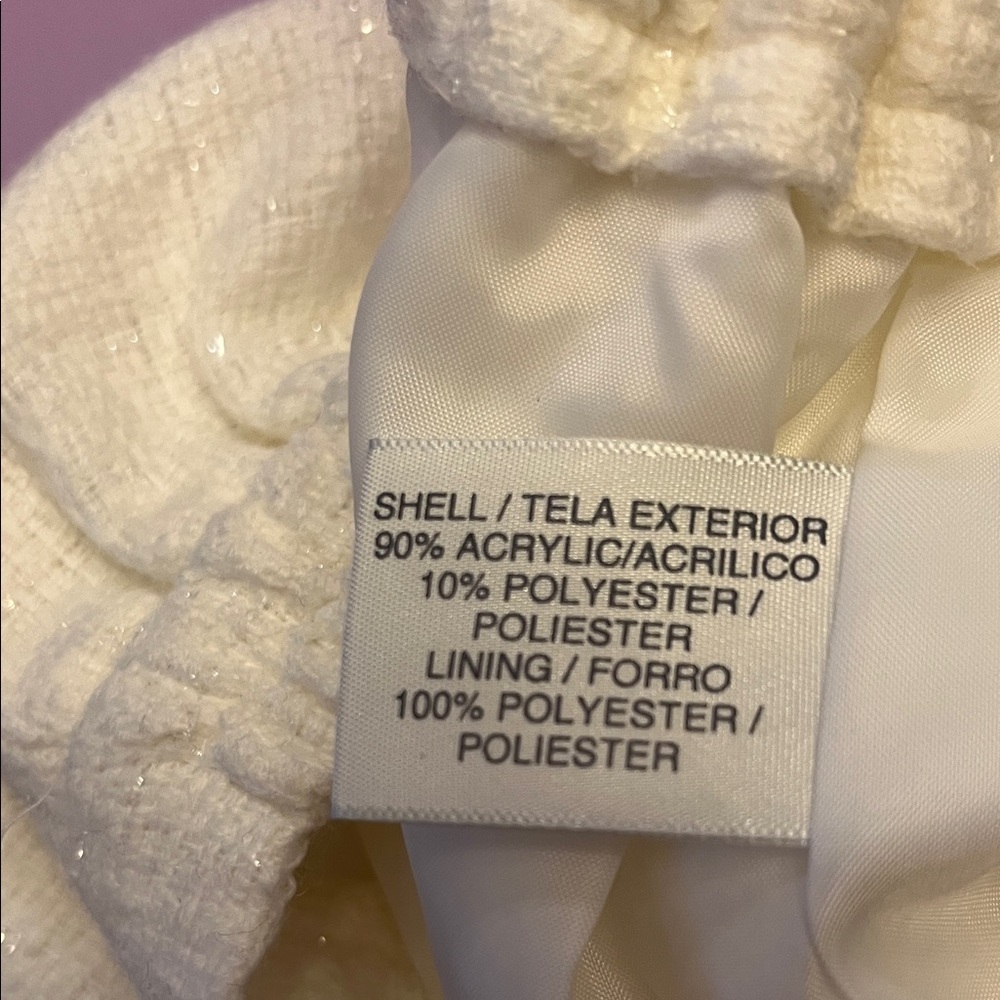 SHELL / TELA EXTERIOR
90% ACRYLIC/ACRILICO
10% POLYESTER /
POLIESTER
LINING / FORRO
100% POLYESTER /
POLIESTER